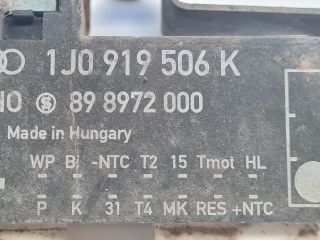 1J0 919 506 K
NO 89 8972 000
Made in Hungary
WP B -NTC T2 15 Tmot HL
P K 31 T4 MK RES +NTC